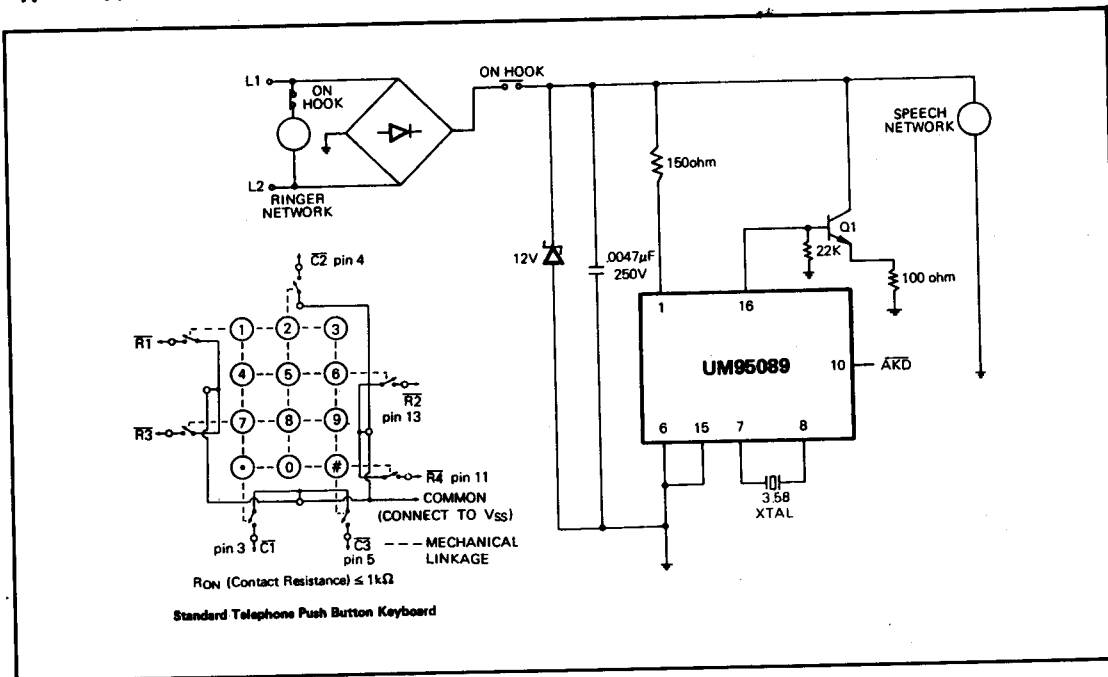 L1
ON
HOOK
ON HOOK
L2
RINGER
NETWORK
SPEECH
NETWORK
150ohm
Q1
22K
100 ohm
12V
.0047µF
250V
1
16
UM95089
10
AKD
6
15
7
8
3.58
XTAL
C2 pin 4
R1
1
2
3
4
5
6
R2
pin 13
R3
7
8
9
•
0
#
R4 pin 11
COMMON
(CONNECT TO VSS)
pin 3 C1
C3
pin 5
--- MECHANICAL
LINKAGE
RON (Contact Resistance) ≤ 1kΩ
Standard Telephone Push Button Keyboard